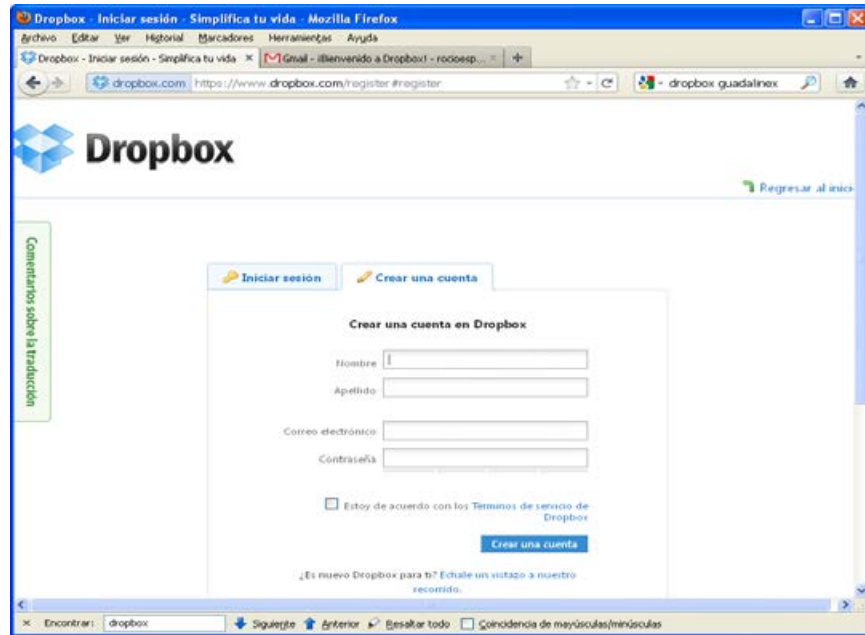 Dropbox - Iniciar sesión - Simplifica tu vida - Mozilla Firefox
Archivo Editar Ver Historial Marcadores Herramientas Ayuda
Dropbox - Iniciar sesión - Simplifica tu vida × Gmail - ¡Bienvenido a Dropbox! - rocioesp... × +
dropbox.com https://www.dropbox.com/register#register dropbox guadalinex
Dropbox
Regresar al inici
Comentarios sobre la traducción
Iniciar sesión Crear una cuenta
Crear una cuenta en Dropbox
Nombre
Apellido
Correo electrónico
Contraseña
Estoy de acuerdo con los Términos de servicio de
Dropbox
Crear una cuenta
¿Es nuevo Dropbox para ti? Échale un vistazo a nuestro
recorrido.
× Encontrar: dropbox Siguiente Anterior Resaltar todo Coincidencia de mayúsculas/minúsculas